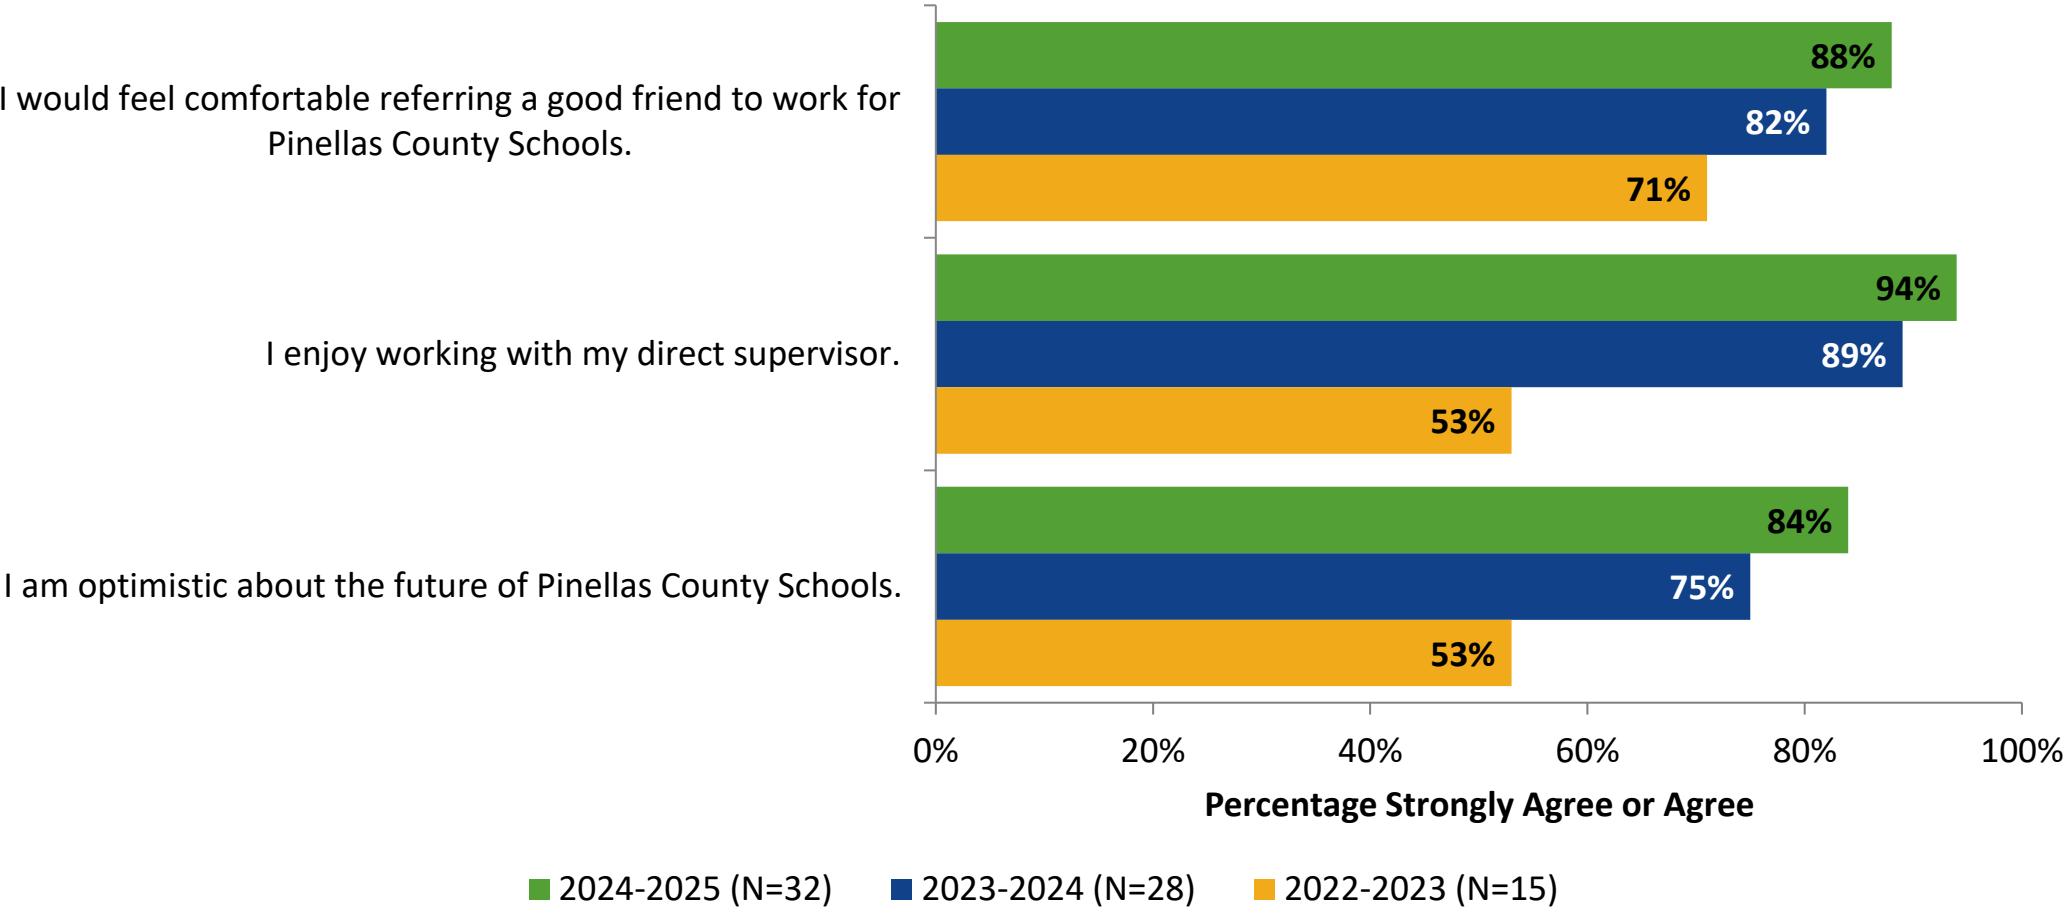 I would feel comfortable referring a good friend to work for
Pinellas County Schools.
88%
82%
71%
I enjoy working with my direct supervisor.
94%
89%
53%
I am optimistic about the future of Pinellas County Schools.
84%
75%
53%
0% 20% 40% 60% 80% 100%
Percentage Strongly Agree or Agree
2024-2025 (N=32) 2023-2024 (N=28) 2022-2023 (N=15)